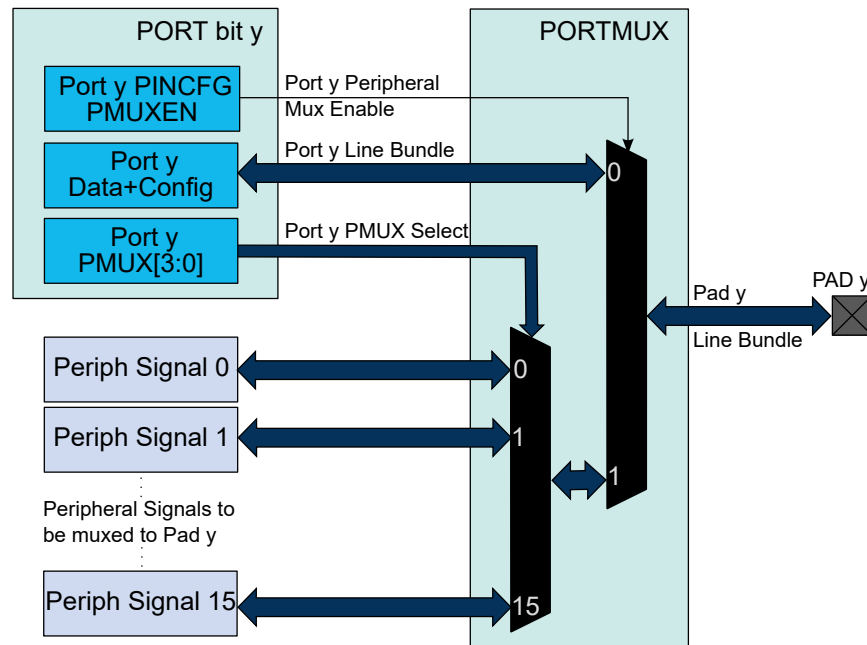 PORT bit y
PORTMUX
Port y PINCFG
PMUXEN
Port y Peripheral
Mux Enable
Port y
Data+Config
Port y Line Bundle
0
Port y
PMUX[3:0]
Port y PMUX Select
Pad y
Line Bundle
PAD y
Periph Signal 0
0
Periph Signal 1
1
1
Peripheral Signals to
be muxed to Pad y
Periph Signal 15
15